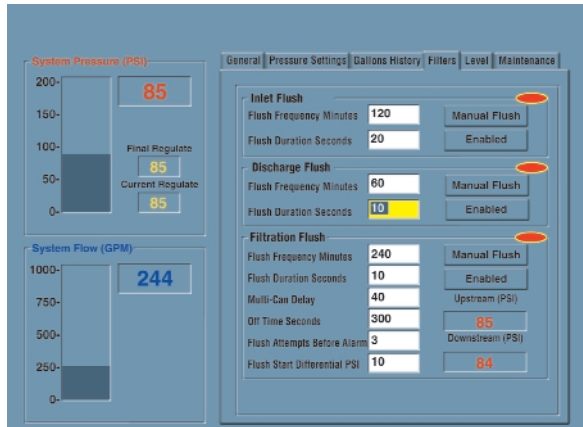 System Pressure (PSI)
200-
150-
100-
50-
0-
85
Final Regulate
85
Current Regulate
85
System Flow (GPM)
1000-
750-
500-
250-
0-
244
General Pressure Settings Gallons History Filters Level Maintenance
Inlet Flush
Flush Frequency Minutes 120 Manual Flush
Flush Duration Seconds 20 Enabled
Discharge Flush
Flush Frequency Minutes 60 Manual Flush
Flush Duration Seconds 10 Enabled
Filtration Flush
Flush Frequency Minutes 240 Manual Flush
Flush Duration Seconds 10 Enabled
Multi-Can Delay 40 Upstream (PSI)
Off Time Seconds 300 85
Flush Attempts Before Alarm 3 Downstream (PSI)
Flush Start Differential PSI 10 84